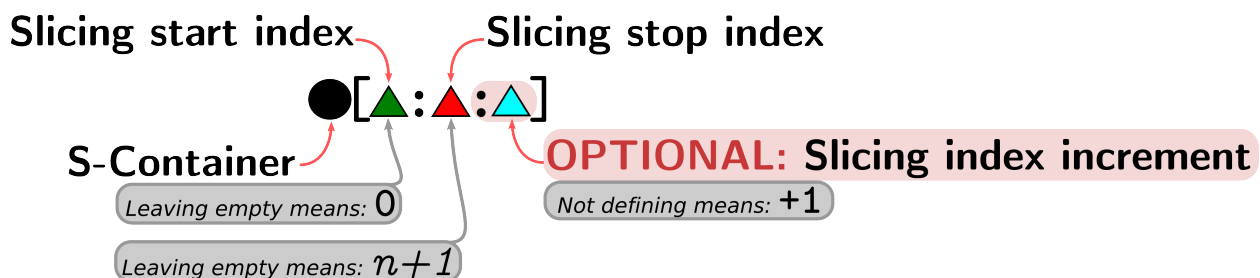 Slicing start index
Slicing stop index
[ : : ]
S-Container
OPTIONAL: Slicing index increment
Leaving empty means: 0
Not defining means: +1
Leaving empty means: n+1